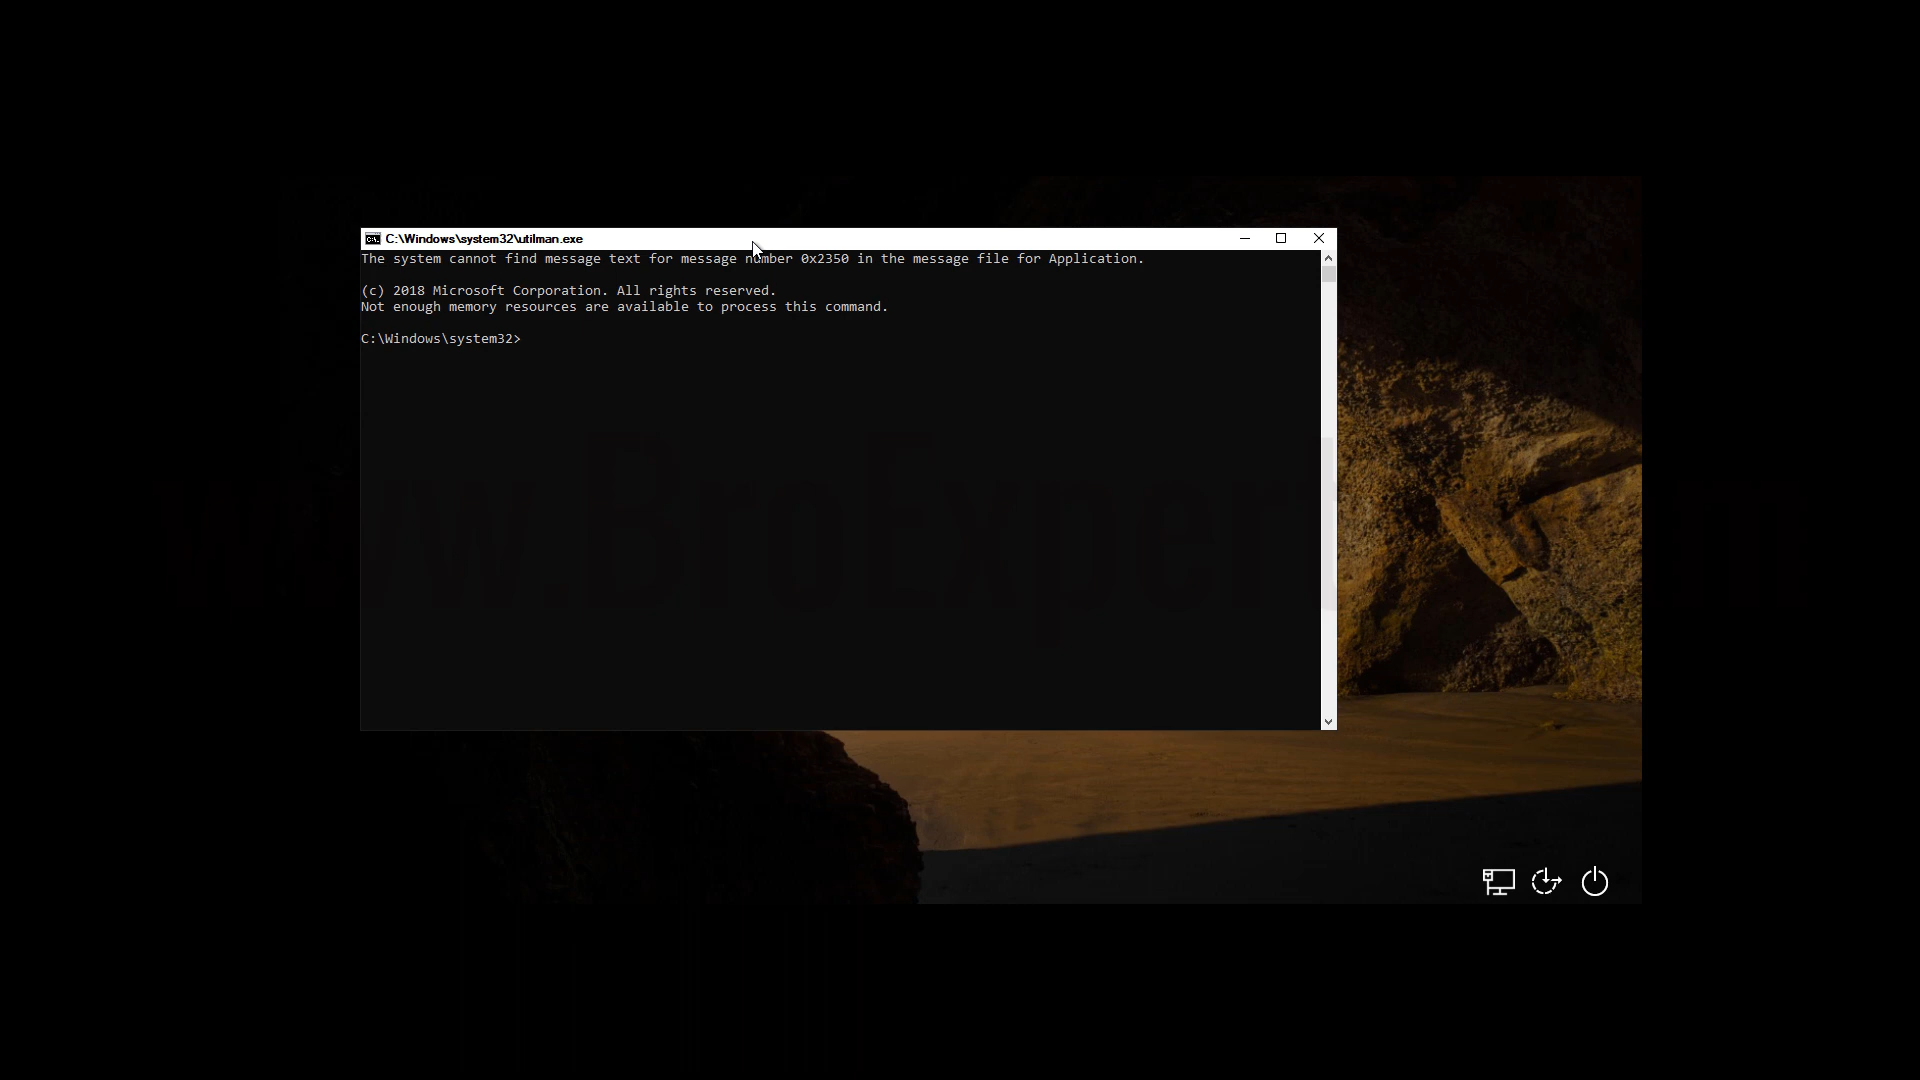 C:\Windows\system32\utilman.exe
The system cannot find message text for message number 0x2350 in the message file for Application.
(c) 2018 Microsoft Corporation. All rights reserved.
Not enough memory resources are available to process this command.
C:\Windows\system32>